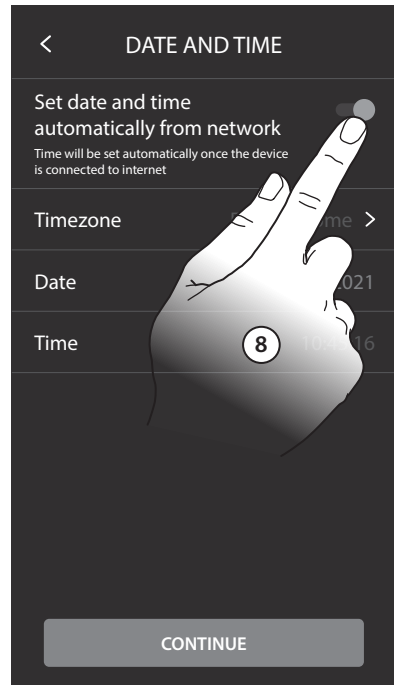 DATE AND TIME
Set date and time
automatically from network
Time will be set automatically once the device
is connected to internet
Timezone
Date
Time
8
CONTINUE